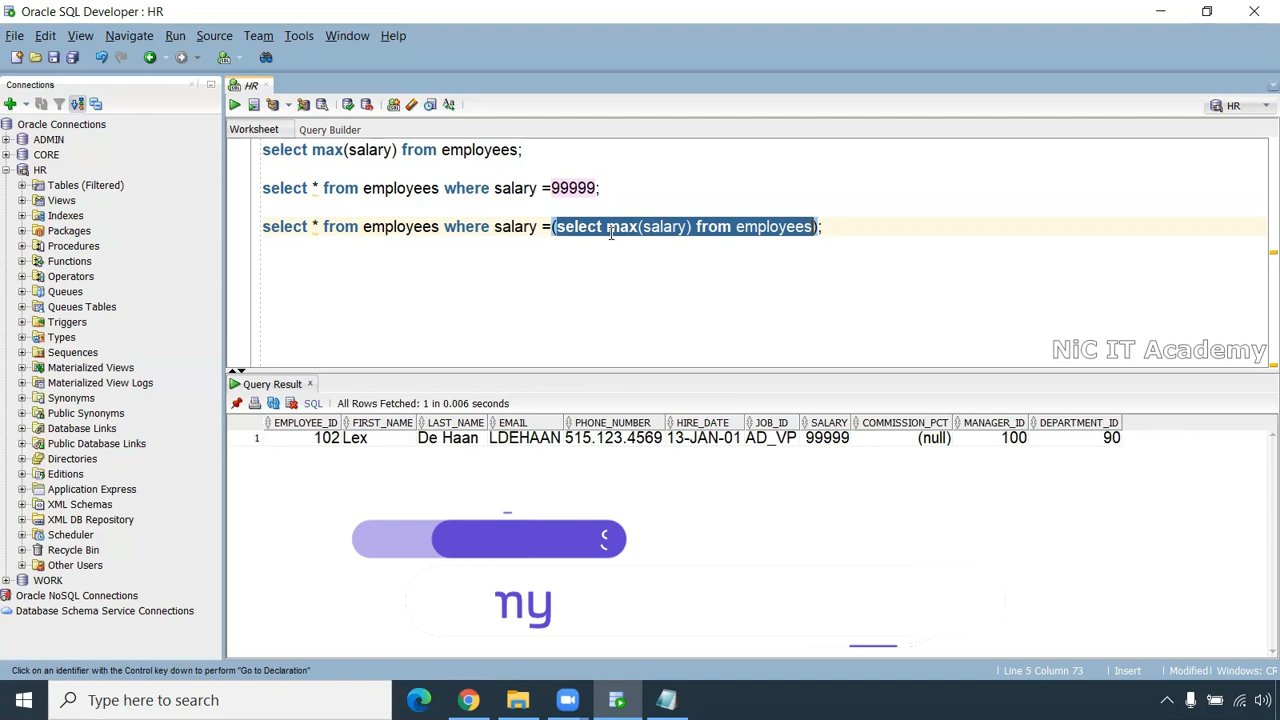 Oracle SQL Developer : HR
File Edit View Navigate Run Source Team Tools Window Help
Connections
HR
HR
Oracle Connections
ADMIN
CORE
HR
Tables (Filtered)
Views
Indexes
Packages
Procedures
Functions
Operators
Queues
Queues Tables
Triggers
Types
Sequences
Materialized Views
Materialized View Logs
Synonyms
Public Synonyms
Database Links
Public Database Links
Directories
Editions
Application Express
XML Schemas
XML DB Repository
Scheduler
Recycle Bin
Other Users
WORK
Oracle NoSQL Connections
Database Schema Service Connections
Worksheet Query Builder
select max(salary) from employees;
select * from employees where salary =99999;
select * from employees where salary =(select max(salary) from employees);
NiC IT Academy
Query Result
SQL All Rows Fetched: 1 in 0.006 seconds
EMPLOYEE_ID FIRST_NAME LAST_NAME EMAIL PHONE_NUMBER HIRE_DATE JOB_ID SALARY COMMISSION_PCT MANAGER_ID DEPARTMENT_ID
1 102 Lex De Haan LDEHAAN 515.123.4569 13-JAN-01 AD_VP 99999 (null) 100 90
ny
Click on an identifier with the Control key down to perform "Go to Declaration"
Line 5 Column 73 Insert Modified Windows: CR
Type here to search